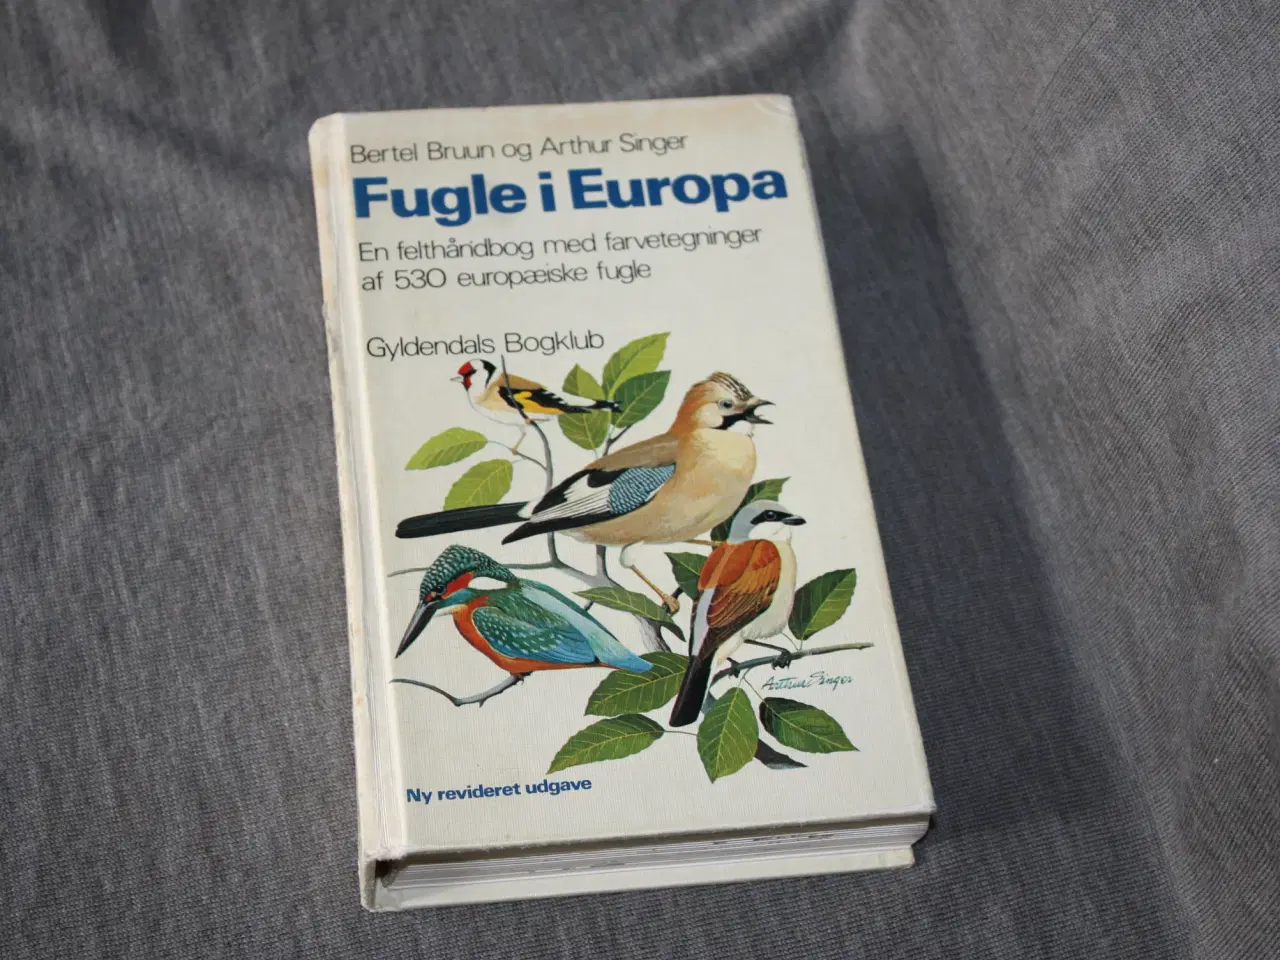 Bertel Bruun og Arthur Singer
Fugle i Europa
En felthåndbog med farvetegninger
af 530 europæiske fugle
Gyldendals Bogklub
Arthur Singer
Ny revideret udgave